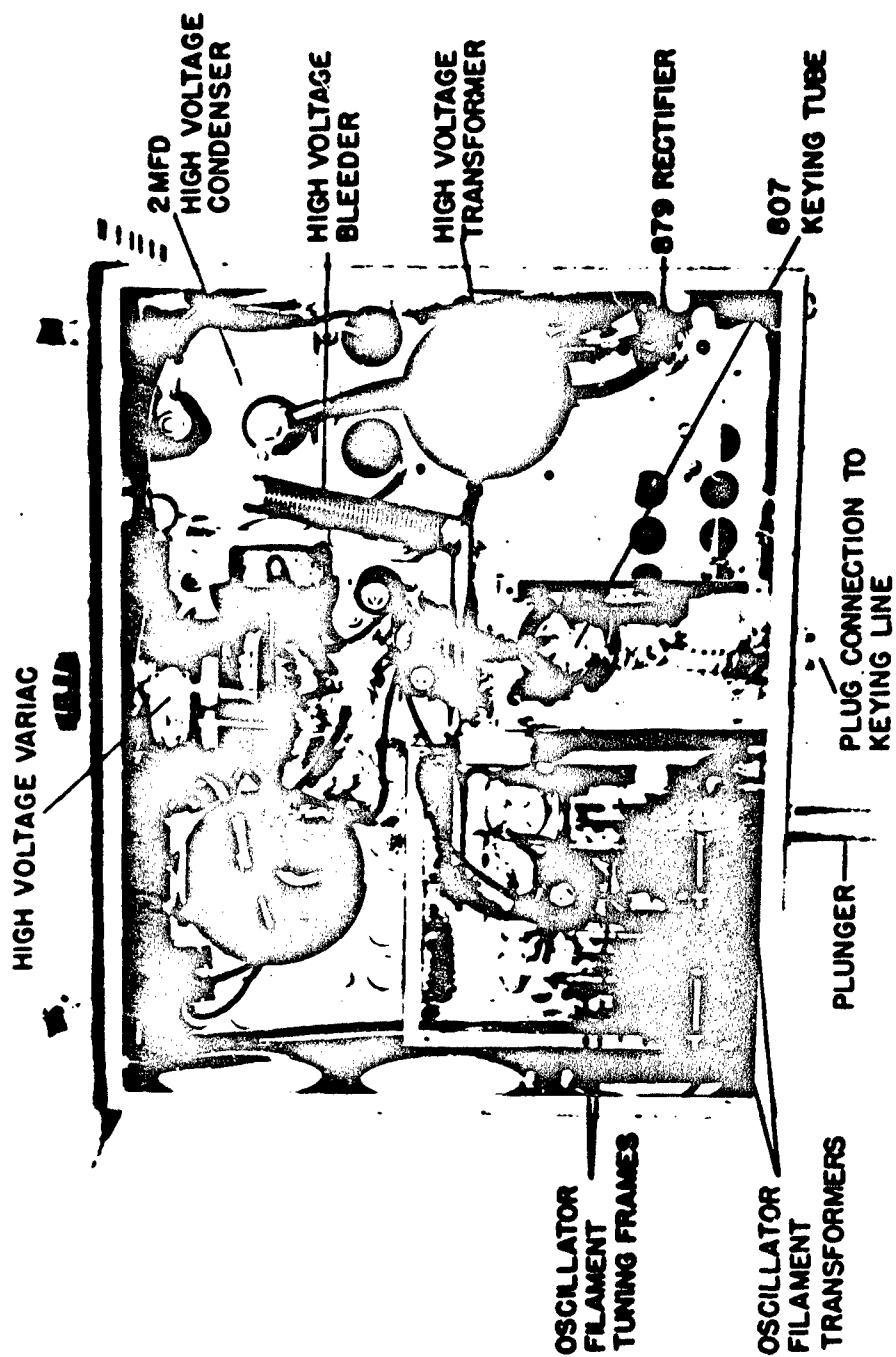 HIGH VOLTAGE VARIAC
2MFD
HIGH VOLTAGE
CONDENSER
HIGH VOLTAGE
BLEEDER
HIGH VOLTAGE
TRANSFORMER
879 RECTIFIER
807
KEYING TUBE
PLUG CONNECTION TO
KEYING LINE
PLUNGER
OSCILLATOR
FILAMENT
TUNING FRAMES
OSCILLATOR
FILAMENT
TRANSFORMERS